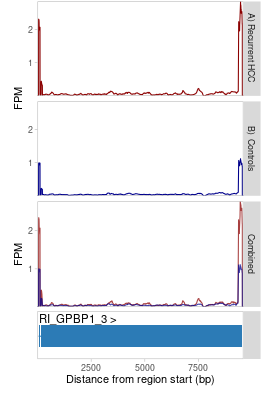 2
1
FPM
A) Recurrent HCC
2
1
B) Controls
FPM
2
1
Combined
RI_GPBP1_3 >
2500 5000 7500
Distance from region start (bp)